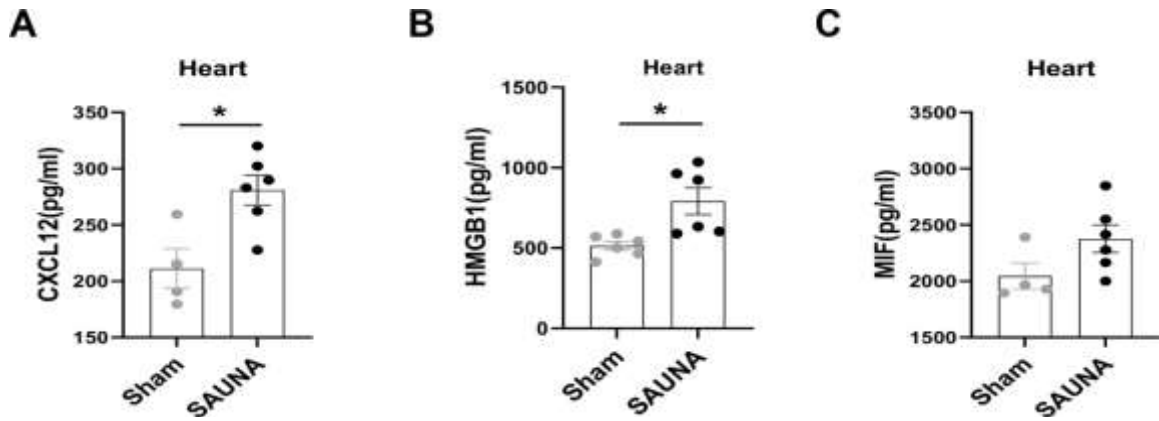 A
Heart
*
CXCL12(pg/ml)
350
300
250
200
150
Sham
SAUNA
B
Heart
*
HMGB1(pg/ml)
1500
1000
500
0
Sham
SAUNA
C
Heart
MIF(pg/ml)
3500
3000
2500
2000
1500
Sham
SAUNA